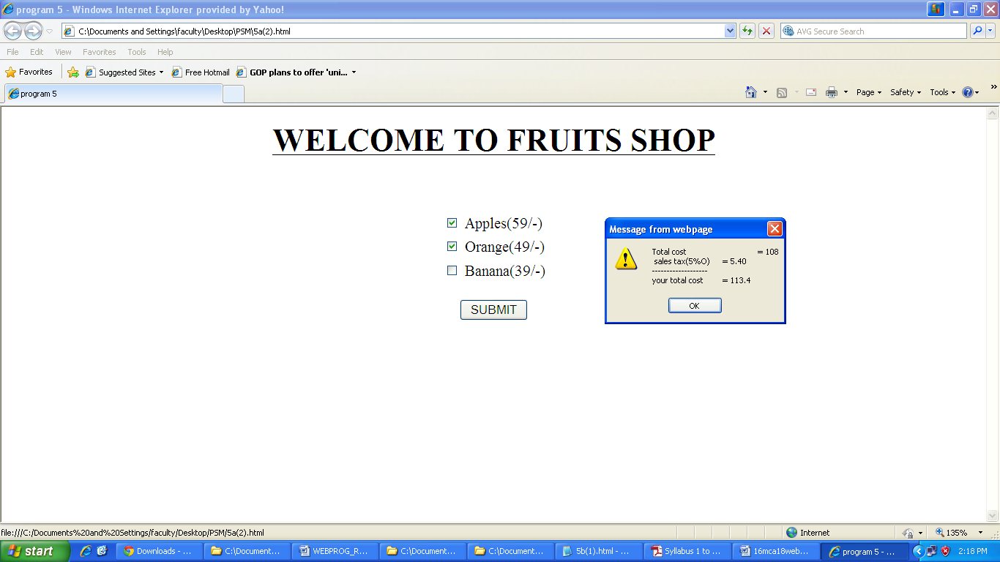 program 5 - Windows Internet Explorer provided by Yahoo!
C:\Documents and Settings\faculty\Desktop\PSM\5a(2).html
AVG Secure Search
File Edit View Favorites Tools Help
Favorites Suggested Sites Free Hotmail GOP plans to offer 'uni...
program 5
Page Safety Tools
WELCOME TO FRUITS SHOP
Apples(59/-)
Orange(49/-)
Banana(39/-)
SUBMIT
Message from webpage
Total cost = 108
sales tax(5%O) = 5.40
-------------------
your total cost = 113.4
OK
file:///C:/Documents%20and%20Settings/faculty/Desktop/PSM/5a(2).html
Internet
135%
start
Downloads - ...
C:\Document...
WEBPROG_R...
C:\Document...
C:\Document...
5b(1).html - ...
Syllabus 1 to ...
16mca18web...
program 5 - ...
2:18 PM